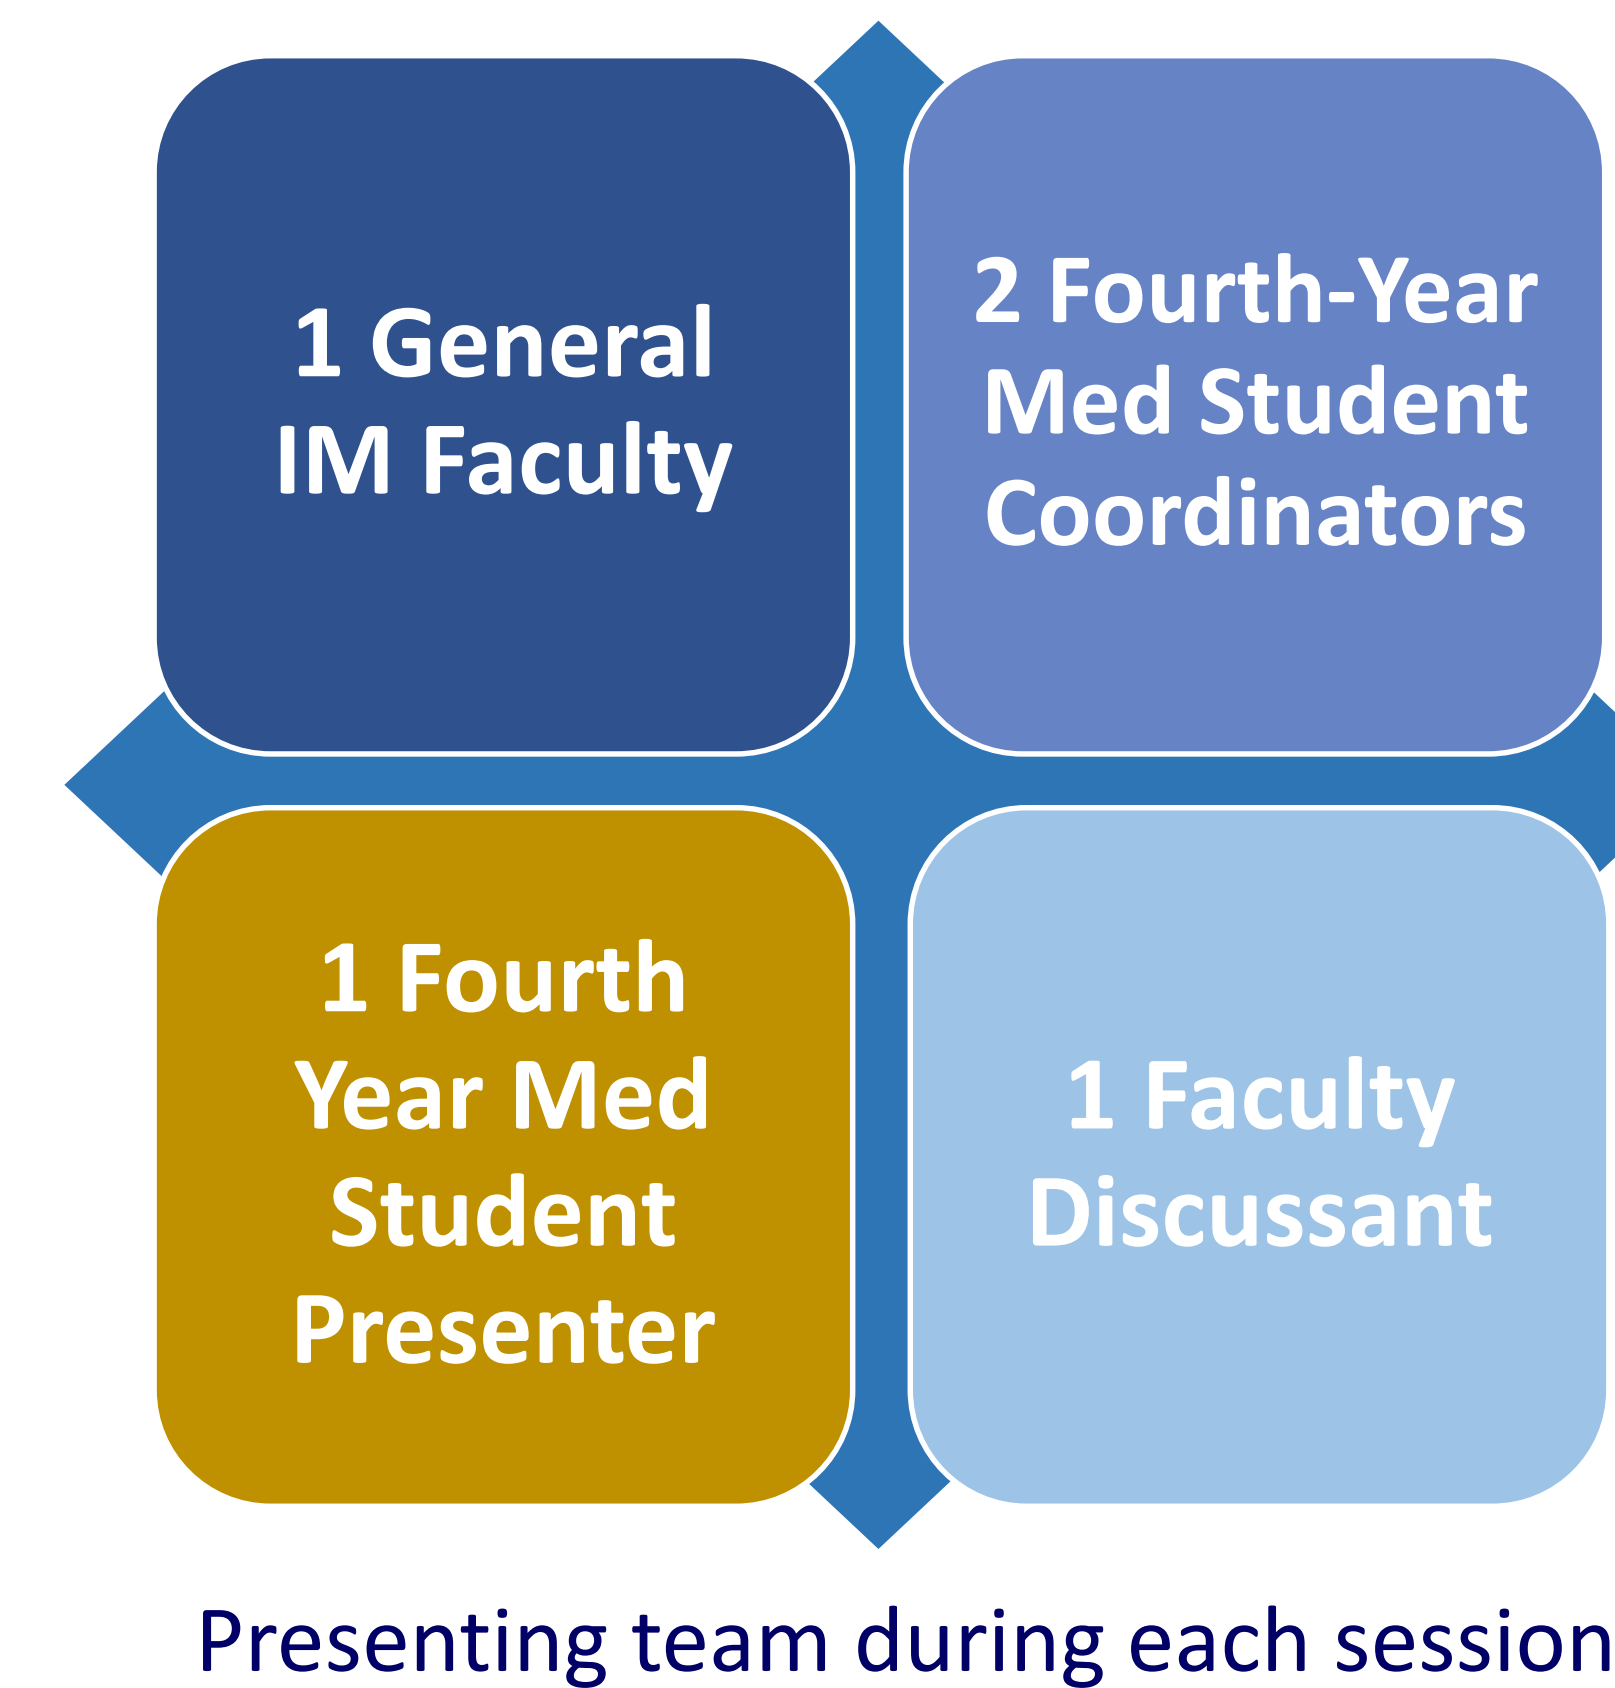 1 General
IM Faculty
2 Fourth-Year
Med Student
Coordinators
1 Fourth
Year Med
Student
Presenter
1 Faculty
Discussant
Presenting team during each session